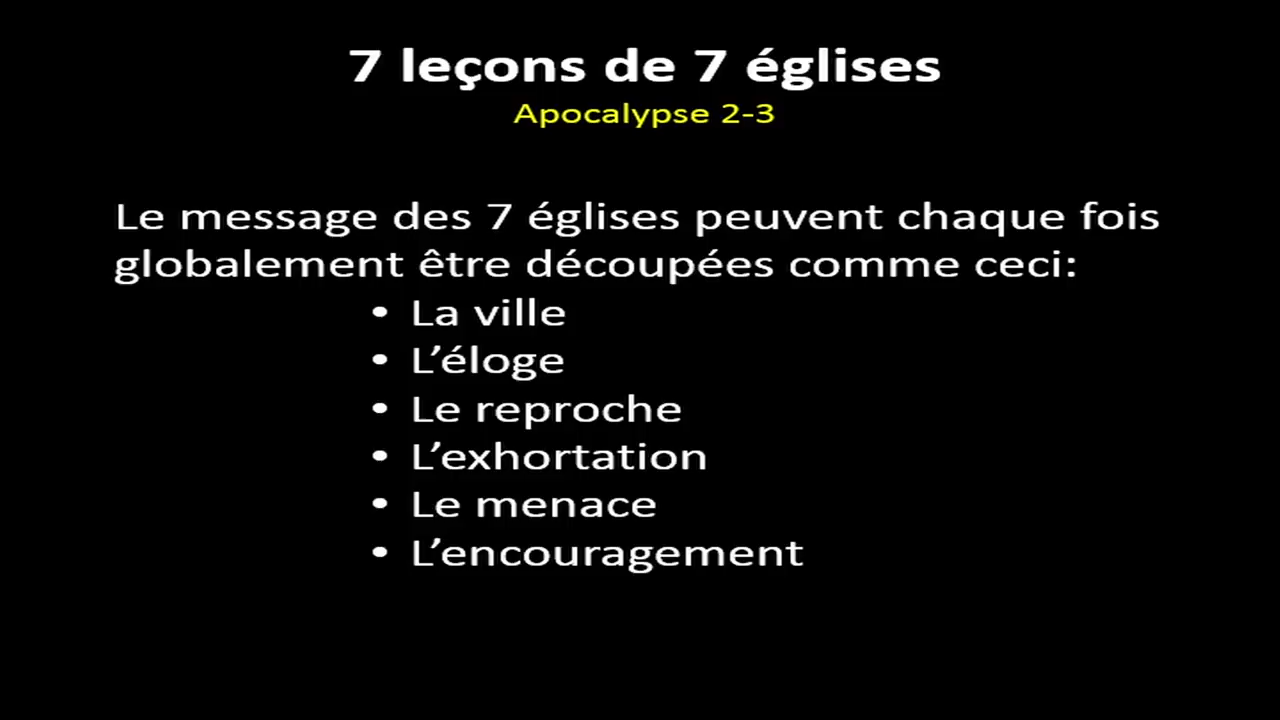 7 leçons de 7 églises
Apocalypse 2-3
Le message des 7 églises peuvent chaque fois
globalement être découpées comme ceci:
• La ville
• L’éloge
• Le reproche
• L’exhortation
• Le menace
• L’encouragement